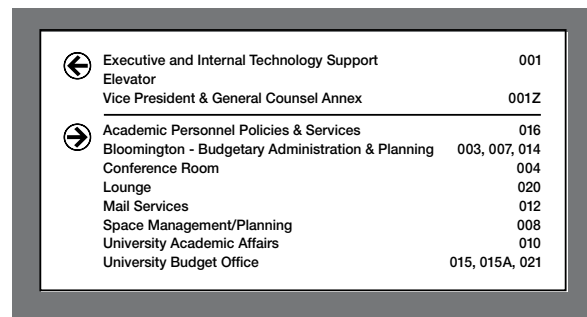 Executive and Internal Technology Support 001
Elevator
Vice President & General Counsel Annex 001Z
Academic Personnel Policies & Services 016
Bloomington - Budgetary Administration & Planning 003, 007, 014
Conference Room 004
Lounge 020
Mail Services 012
Space Management/Planning 008
University Academic Affairs 010
University Budget Office 015, 015A, 021